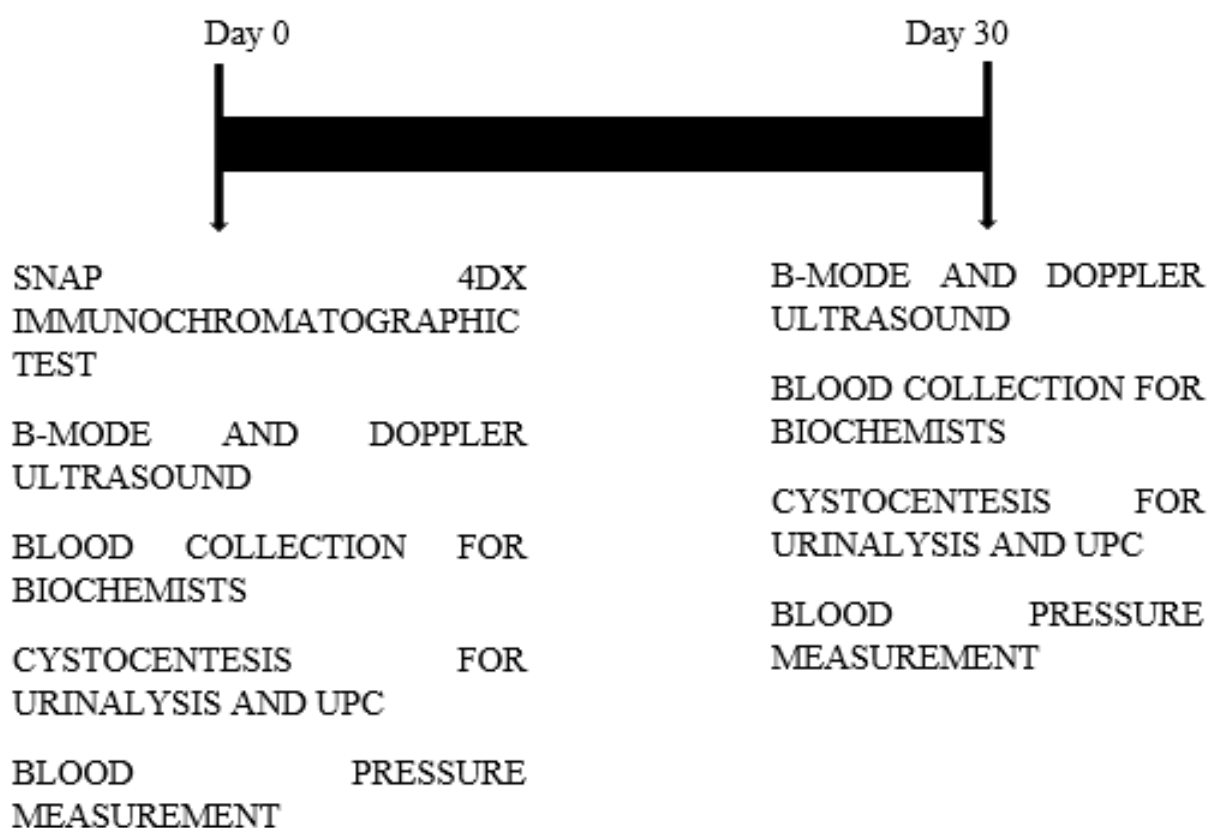 Day 0
Day 30
SNAP 4DX
IMMUNOCHROMATOGRAPHIC
TEST
B-MODE AND DOPPLER
ULTRASOUND
BLOOD COLLECTION FOR
BIOCHEMISTS
CYSTOCENTESIS FOR
URINALYSIS AND UPC
BLOOD PRESSURE
MEASUREMENT
B-MODE AND DOPPLER
ULTRASOUND
BLOOD COLLECTION FOR
BIOCHEMISTS
CYSTOCENTESIS FOR
URINALYSIS AND UPC
BLOOD PRESSURE
MEASUREMENT